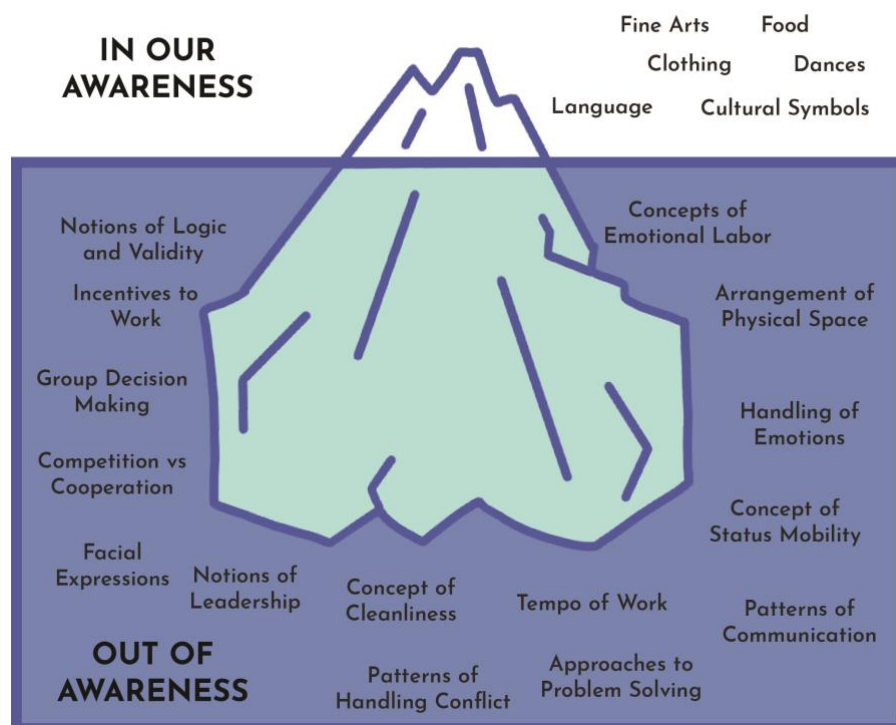 IN OUR
AWARENESS
Fine Arts
Food
Clothing
Dances
Language
Cultural Symbols
Notions of Logic
and Validity
Incentives to
Work
Group Decision
Making
Competition vs
Cooperation
Facial
Expressions
Notions of
Leadership
Concept of
Cleanliness
Tempo of Work
Concepts of
Emotional Labor
Arrangement of
Physical Space
Handling of
Emotions
Concept of
Status Mobility
Patterns of
Communication
OUT OF
AWARENESS
Patterns of
Handling Conflict
Approaches to
Problem Solving